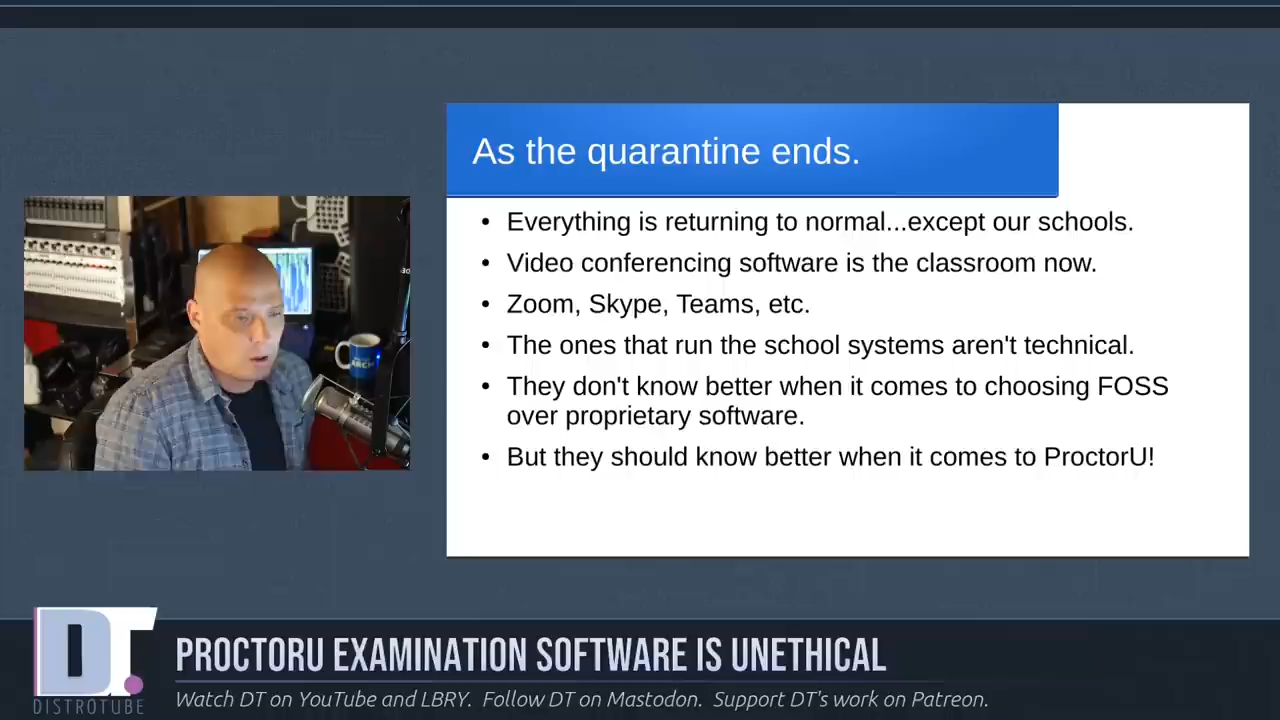 As the quarantine ends.
• Everything is returning to normal...except our schools.
• Video conferencing software is the classroom now.
• Zoom, Skype, Teams, etc.
• The ones that run the school systems aren't technical.
• They don't know better when it comes to choosing FOSS
over proprietary software.
• But they should know better when it comes to ProctorU!
ARCH
DT.
DISTROTUBE
PROCTORU EXAMINATION SOFTWARE IS UNETHICAL
Watch DT on YouTube and LBRY. Follow DT on Mastodon. Support DT's work on Patreon.